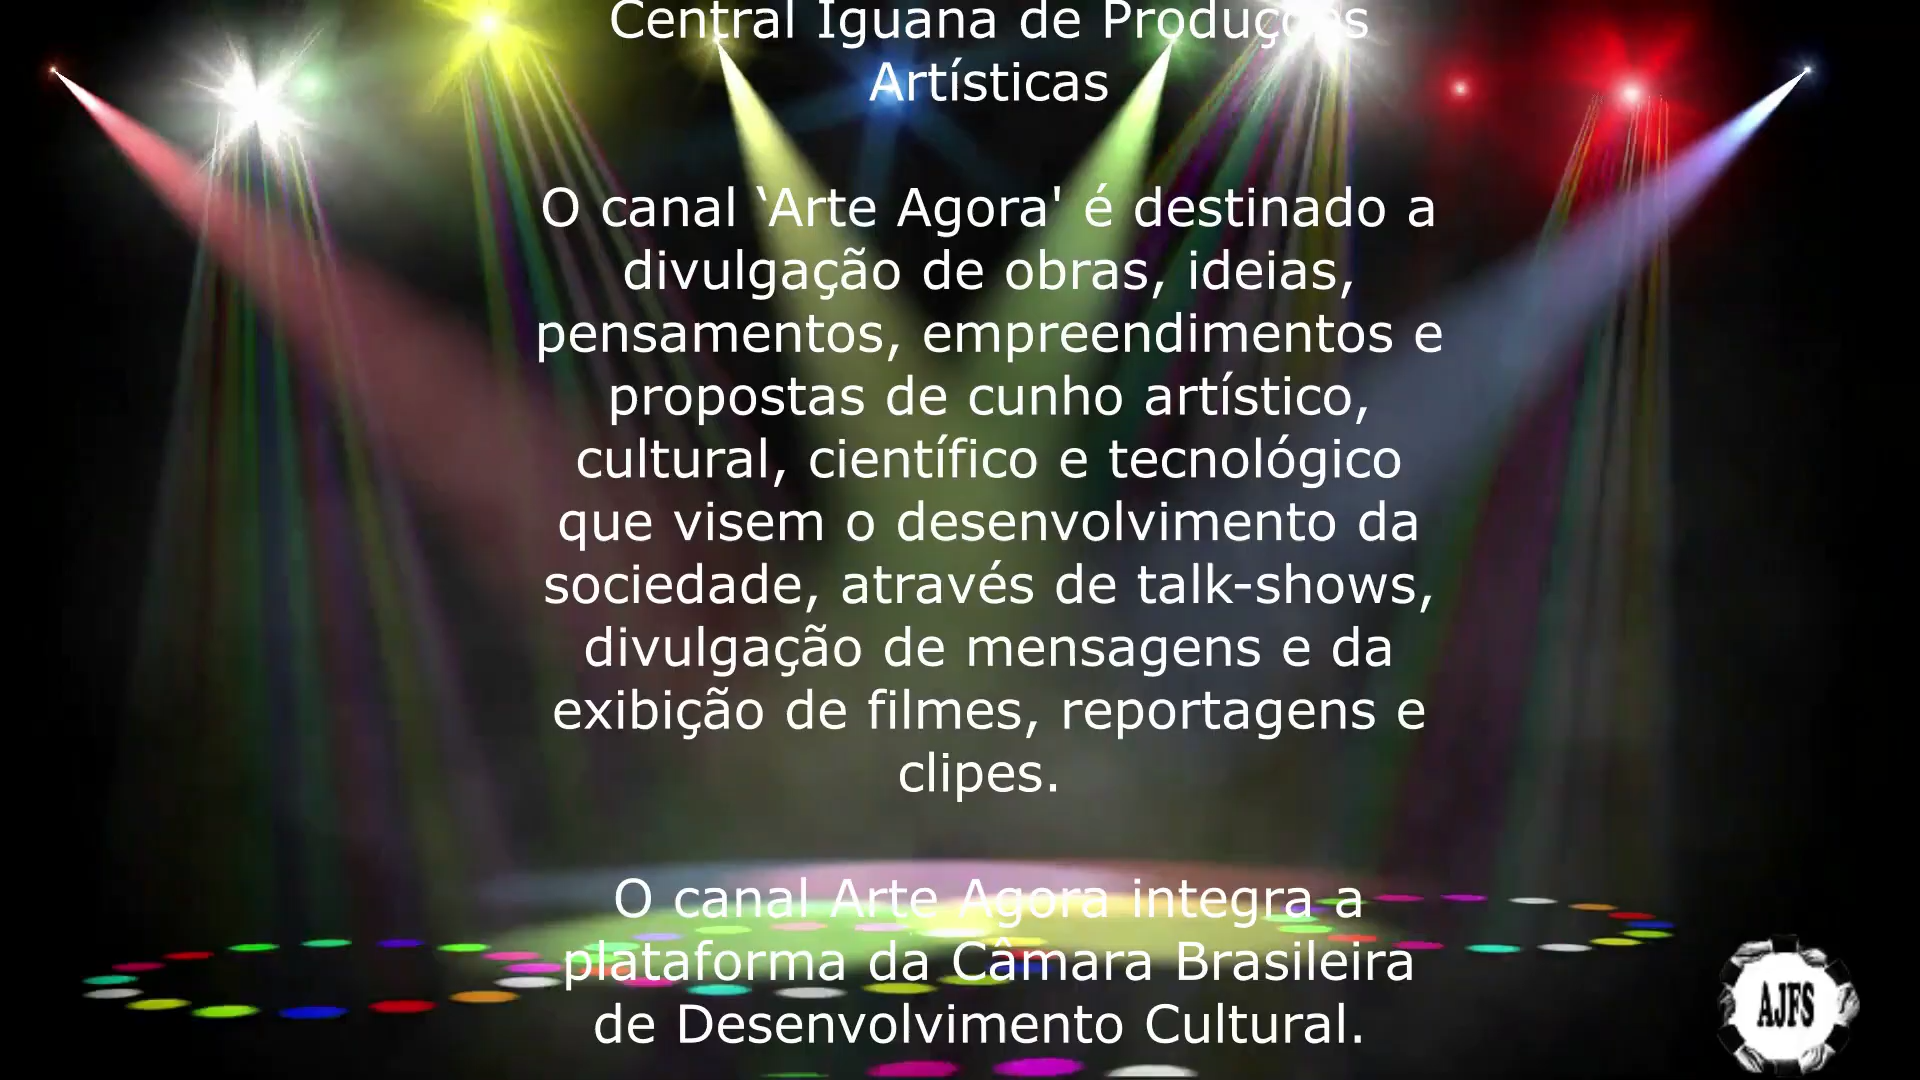 Central Iguana de Produções
Artísticas
O canal ‘Arte Agora' é destinado a
divulgação de obras, ideias,
pensamentos, empreendimentos e
propostas de cunho artístico,
cultural, científico e tecnológico
que visem o desenvolvimento da
sociedade, através de talk-shows,
divulgação de mensagens e da
exibição de filmes, reportagens e
clipes.
O canal Arte Agora integra a
plataforma da Câmara Brasileira
de Desenvolvimento Cultural.
AJFS